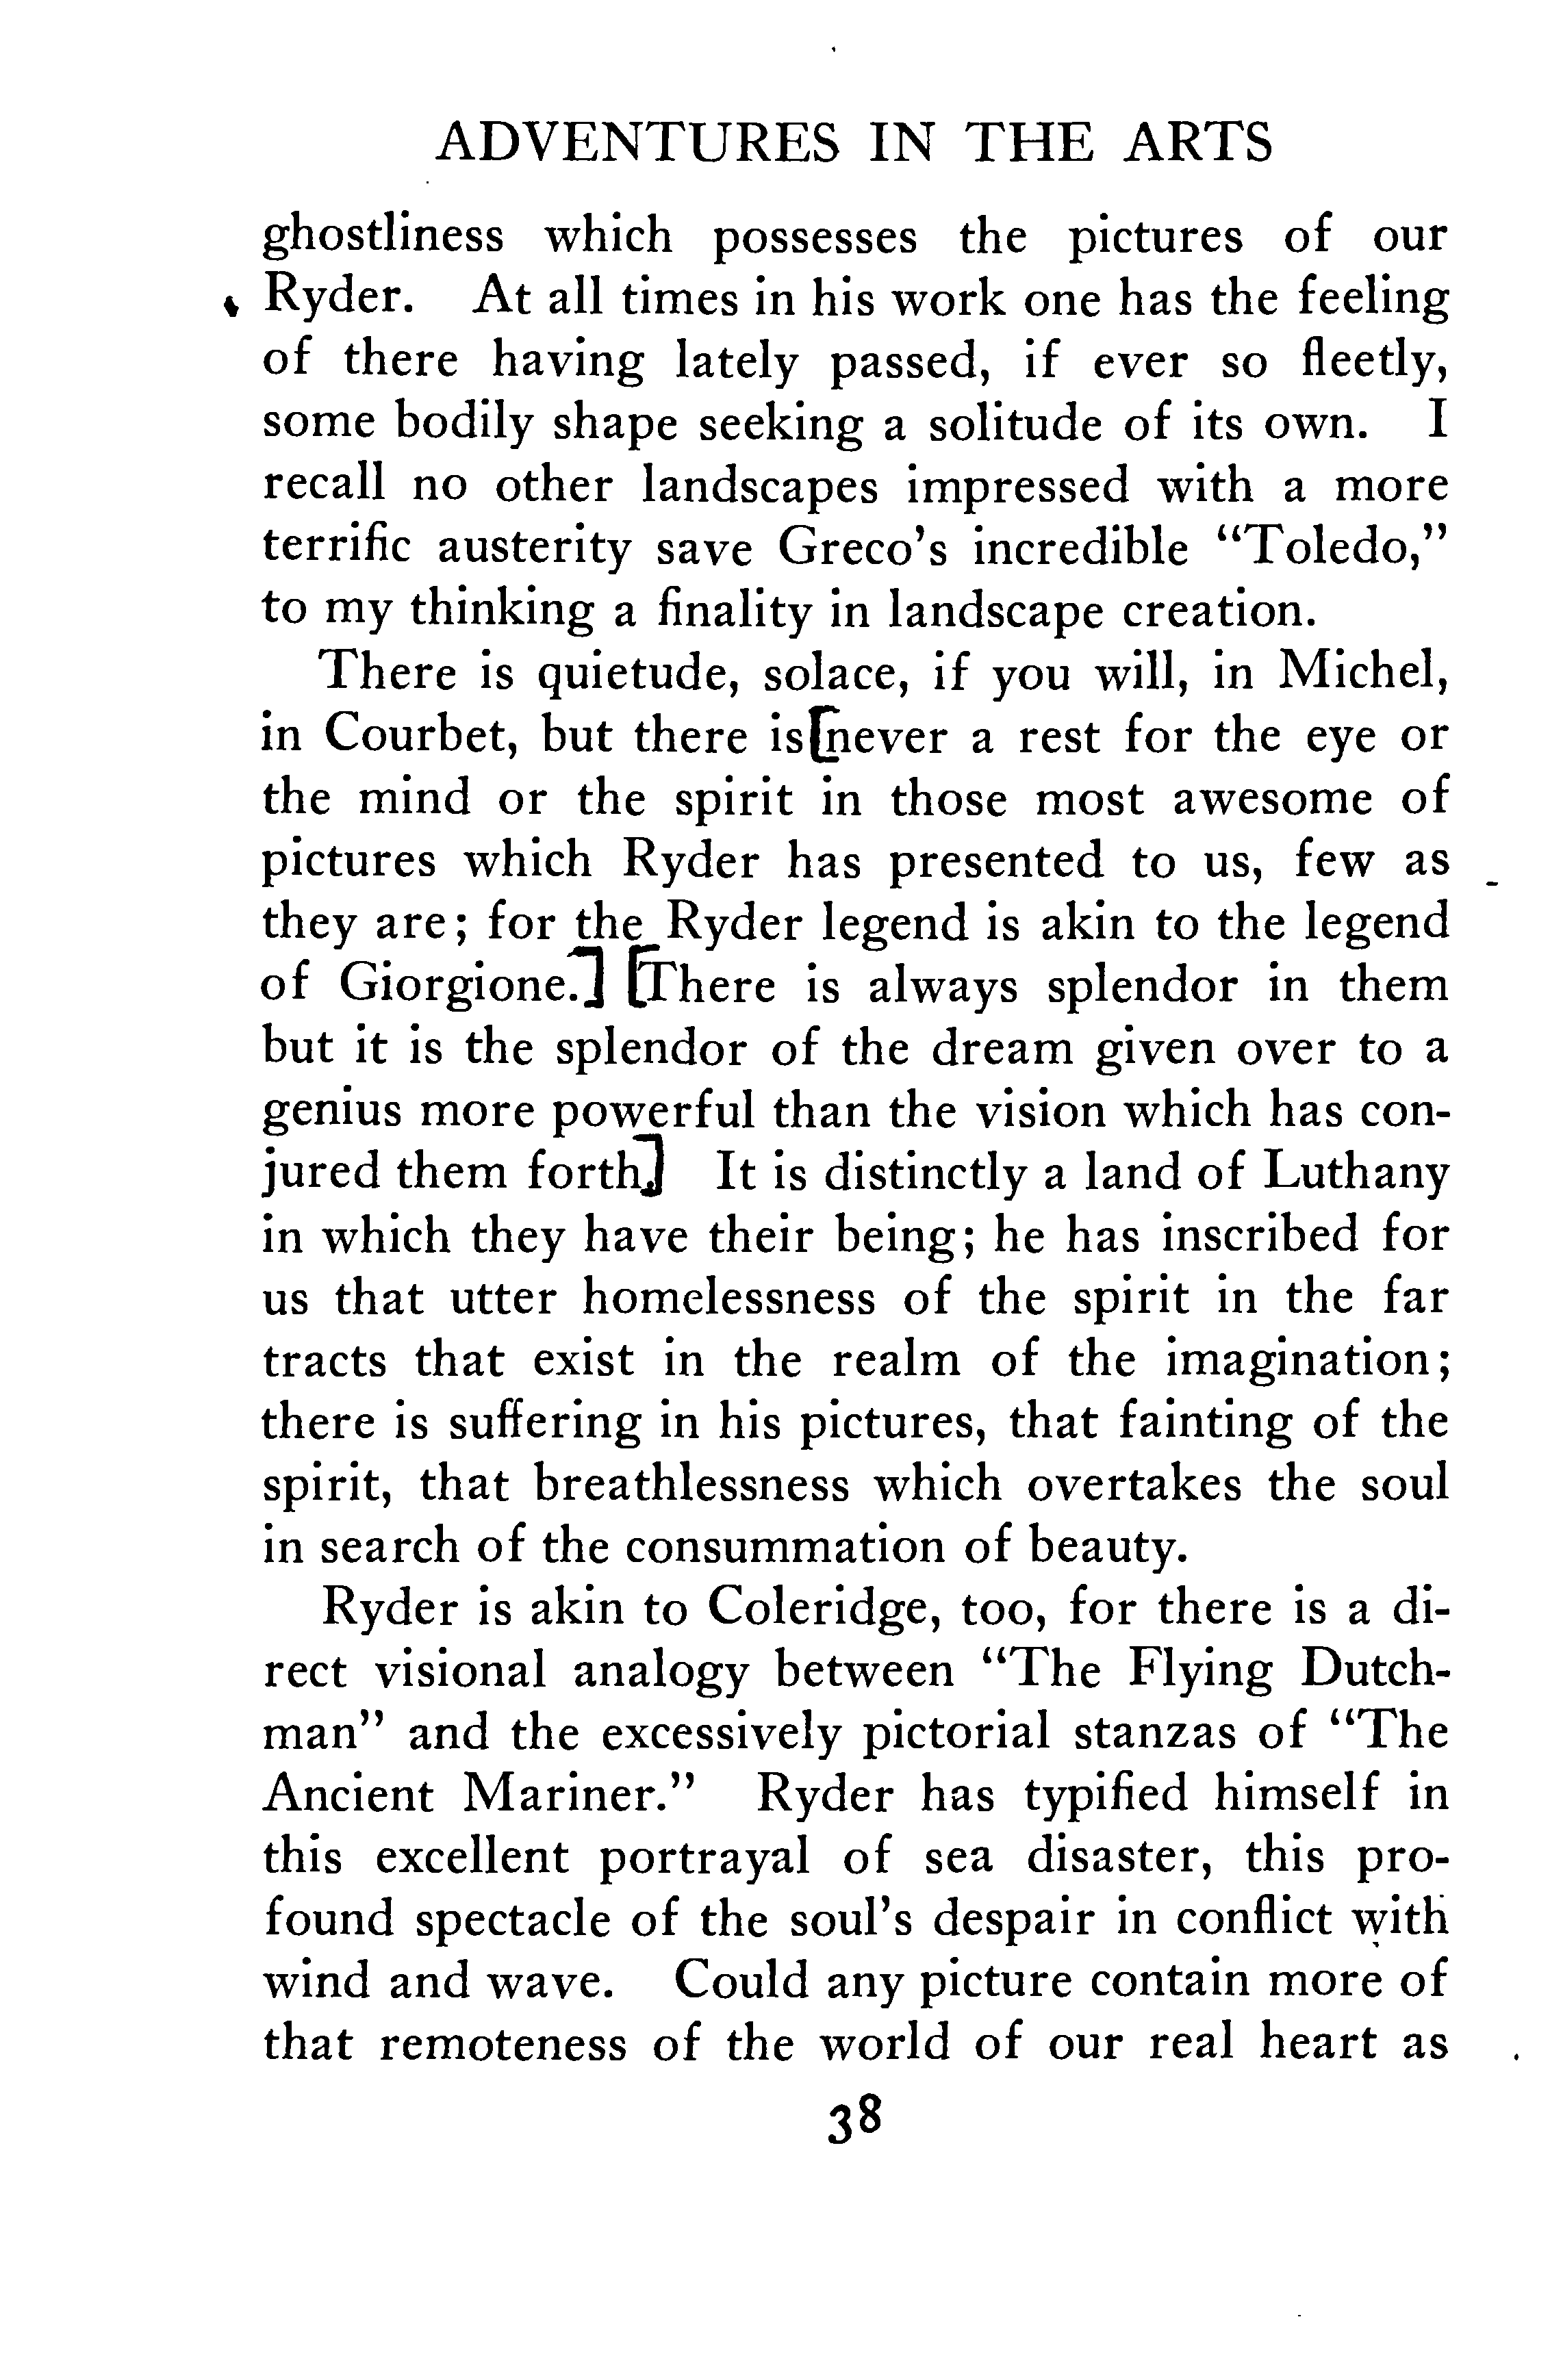 ADVENTURES IN THE ARTS
ghostliness which possesses the pictures of our
Ryder. At all times in his work one has the feeling
of there having lately passed, if ever so fleetly,
some bodily shape seeking a solitude of its own. I
recall no other landscapes impressed with a more
terrific austerity save Greco's incredible “Toledo,”
to my thinking a finality in landscape creation.
There is quietude, solace, if you will, in Michel,
in Courbet, but there is [never a rest for the eye or
the mind or the spirit in those most awesome of
pictures which Ryder has presented to us, few as
they are; for the Ryder legend is akin to the legend
of Giorgione.] [There is always splendor in them
but it is the splendor of the dream given over to a
genius more powerful than the vision which has con-
jured them forth] It is distinctly a land of Luthany
in which they have their being; he has inscribed for
us that utter homelessness of the spirit in the far
tracts that exist in the realm of the imagination;
there is suffering in his pictures, that fainting of the
spirit, that breathlessness which overtakes the soul
in search of the consummation of beauty.
Ryder is akin to Coleridge, too, for there is a di-
rect visional analogy between “The Flying Dutch-
man” and the excessively pictorial stanzas of “The
Ancient Mariner.” Ryder has typified himself in
this excellent portrayal of sea disaster, this pro-
found spectacle of the soul's despair in conflict with
wind and wave. Could any picture contain more of
that remoteness of the world of our real heart as
38